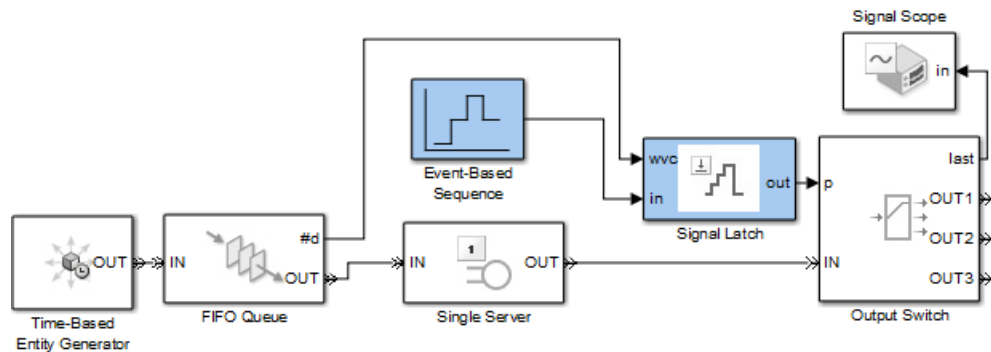 Signal Scope
in
Event-Based
Sequence
wvc
in
out
Signal Latch
p
last
OUT1
OUT2
OUT3
IN
Output Switch
OUT
Time-Based
Entity Generator
IN
#d
OUT
FIFO Queue
IN
1
OUT
Single Server